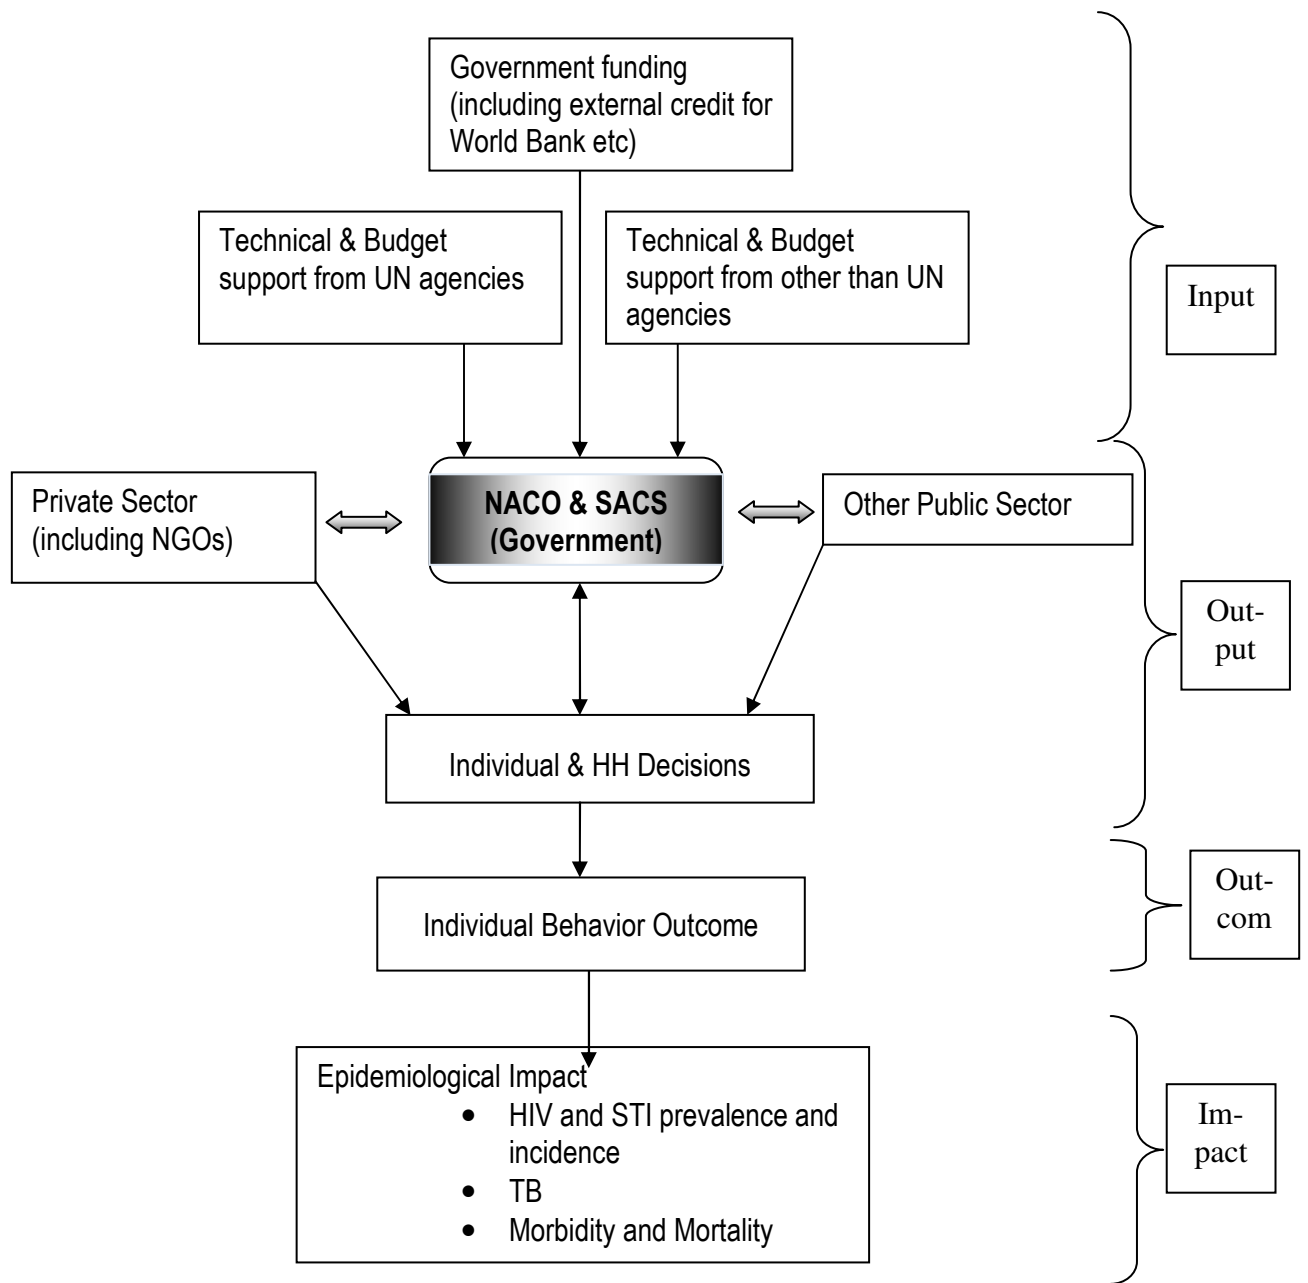 Government funding
(including external credit for
World Bank etc)
Technical & Budget
support from UN agencies
Technical & Budget
support from other than UN
agencies
Input
Private Sector
(including NGOs)
NACO & SACS
(Government)
Other Public Sector
Out-
put
Individual & HH Decisions
Individual Behavior Outcome
Out-
com
Epidemiological Impact
• HIV and STI prevalence and
incidence
• TB
• Morbidity and Mortality
Im-
pact